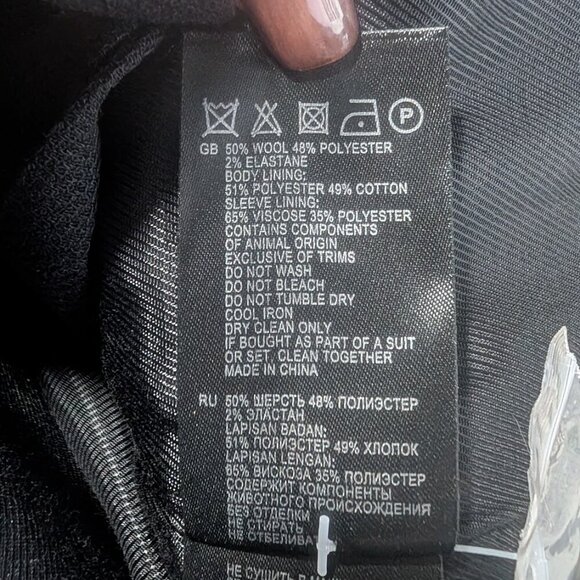 P
GB 50% WOOL 48% POLYESTER
2% ELASTANE
BODY LINING:
51% POLYESTER 49% COTTON
SLEEVE LINING:
65% VISCOSE 35% POLYESTER
CONTAINS COMPONENTS
OF ANIMAL ORIGIN
EXCLUSIVE OF TRIMS
DO NOT WASH
DO NOT BLEACH
DO NOT TUMBLE DRY
COOL IRON
DRY CLEAN ONLY
IF BOUGHT AS PART OF A SUIT
OR SET, CLEAN TOGETHER
MADE IN CHINA
RU 50% ШЕРСТЬ 48% ПОЛИЭСТЕР
2% ЭЛАСТАН
LAPISAN BADAN:
51% ПОЛИЭСТЕР 49% ХЛОПОК
LAPISAN LENGAN:
65% ВИСКОЗА 35% ПОЛИЭСТЕР
СОДЕРЖИТ КОМПОНЕНТЫ
ЖИВОТНОГО ПРОИСХОЖДЕНИЯ
БЕЗ ОТДЕЛКИ
НЕ СТИРАТЬ
НЕ ОТБЕЛИВАТЬ
НЕ СУШИТЬ В